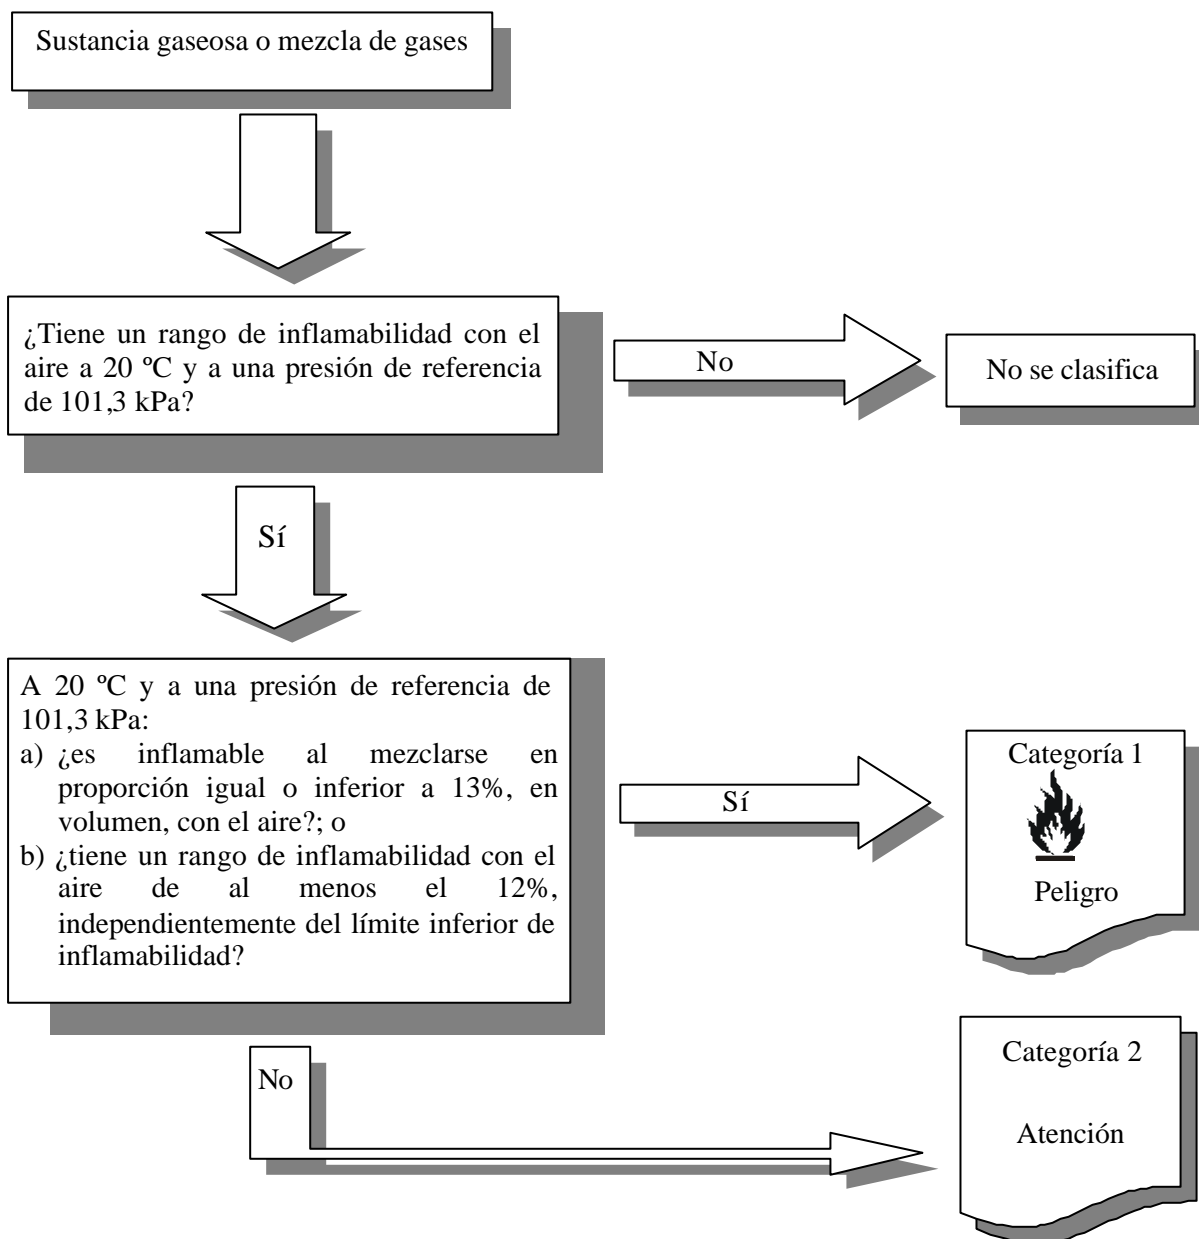 Sustancia gaseosa o mezcla de gases
¿Tiene un rango de inflamabilidad con el
aire a 20 ºC y a una presión de referencia
de 101,3 kPa?
No
No se clasifica
Sí
A 20 ºC y a una presión de referencia de
101,3 kPa:
a) ¿es inflamable al mezclarse en
proporción igual o inferior a 13%, en
volumen, con el aire?; o
b) ¿tiene un rango de inflamabilidad con el
aire de al menos el 12%,
independientemente del límite inferior de
inflamabilidad?
Sí
Categoría 1
Peligro
No
Categoría 2
Atención